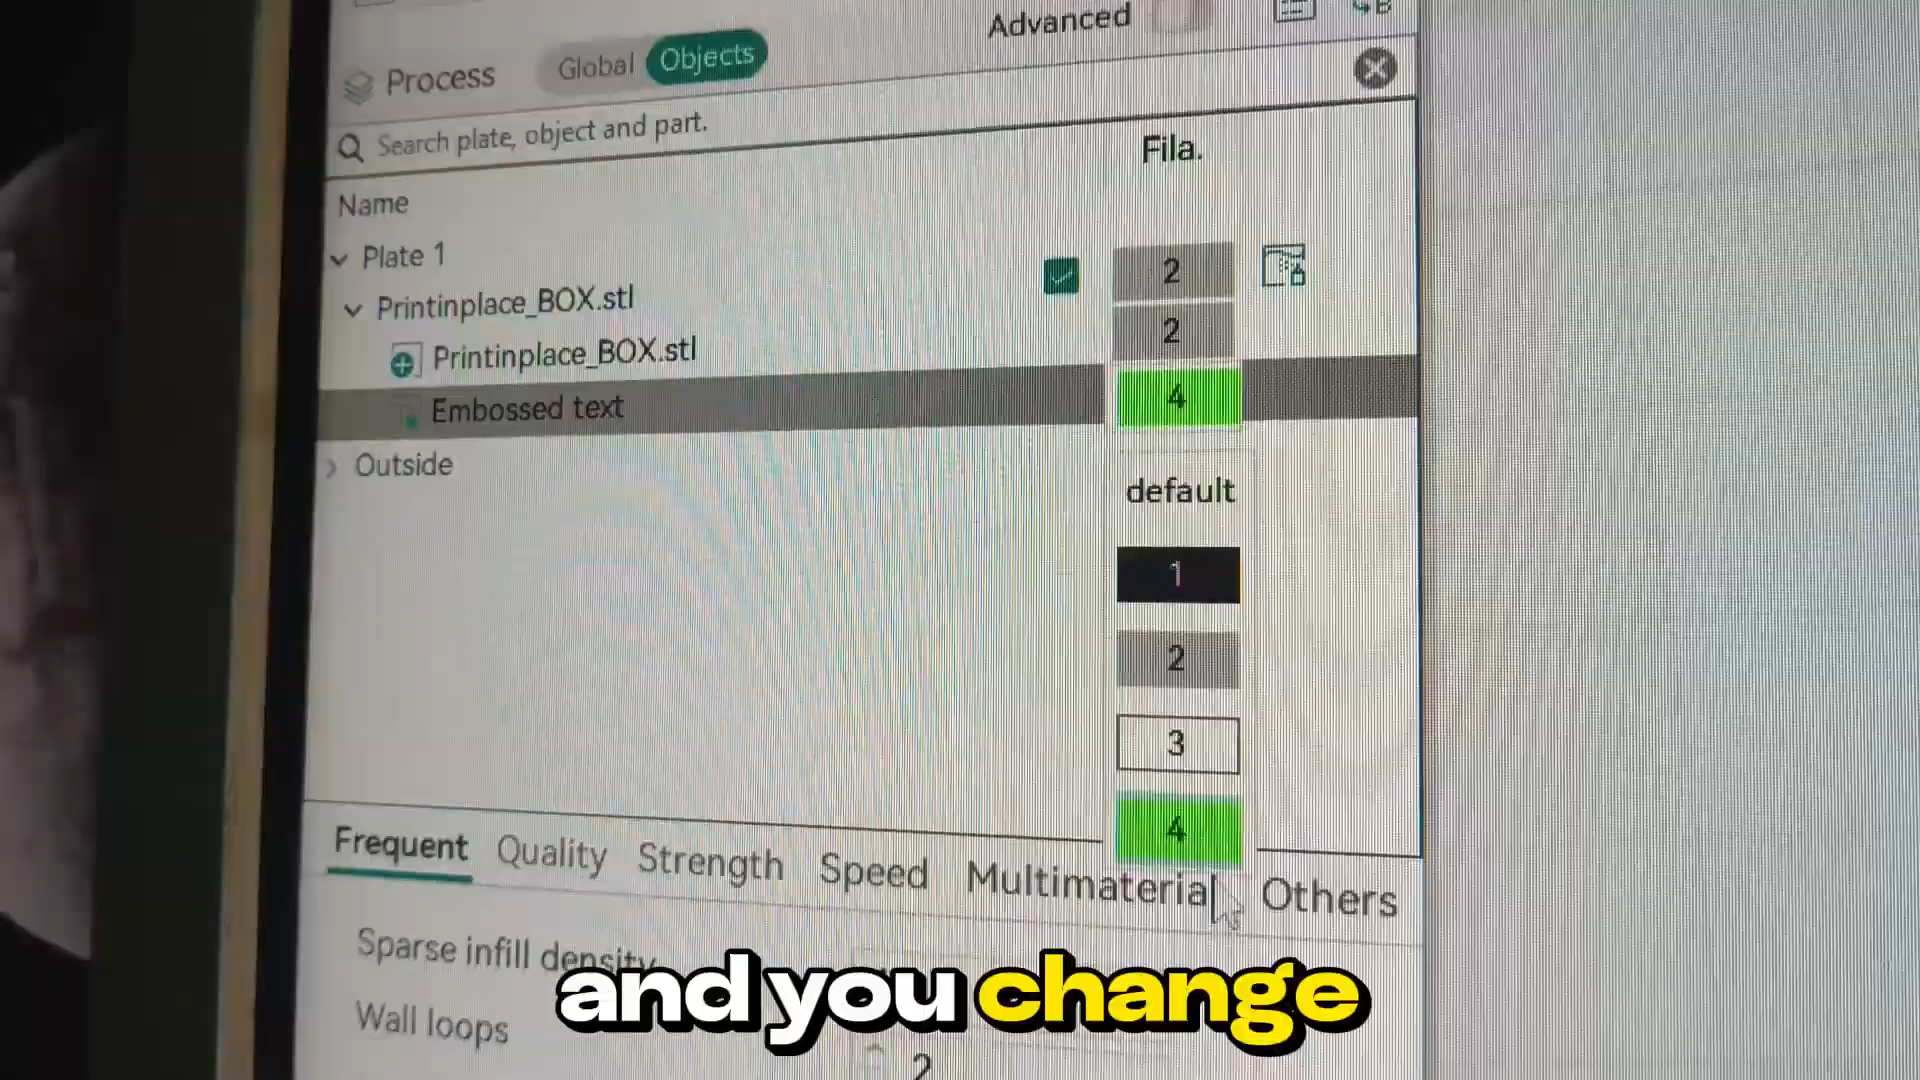 Advanced
Process Global Objects
Search plate, object and part.
Name Fila.
Plate 1 2
Printinplace_BOX.stl 2
Printinplace_BOX.stl
Embossed text 4
Outside
default
1
2
3
4
Frequent Quality Strength Speed Multimaterial Others
Sparse infill density
Wall loops 2
and you change